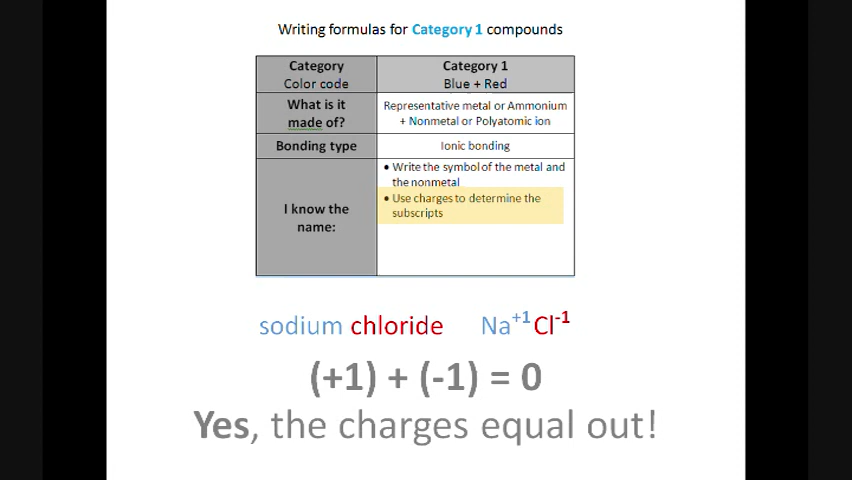 Writing formulas for Category 1 compounds
Category
Color code
Category 1
Blue + Red
What is it
made of?
Representative metal or Ammonium
+ Nonmetal or Polyatomic ion
Bonding type
Ionic bonding
I know the
name:
• Write the symbol of the metal and
the nonmetal
• Use charges to determine the
subscripts
sodium chloride Na+1Cl-1
(+1) + (-1) = 0
Yes, the charges equal out!